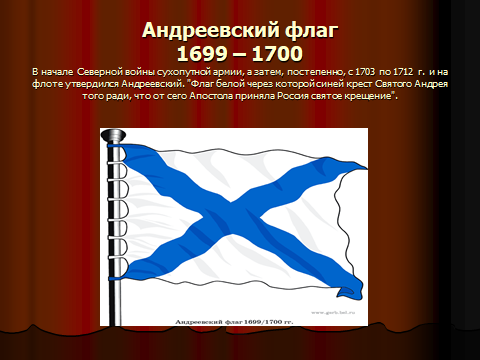 Андреевский флаг
1699 – 1700
В начале Северной войны сухопутной армии, а затем, постепенно, с 1703 по 1712 г. и на
флоте утвердился Андреевский. "Флаг белой через которой синей крест Святого Андрея
того ради, что от сего Апостола приняла Россия святое крещение".
www.gerb.bel.ru
Андреевский флаг 1699/1700 гг.